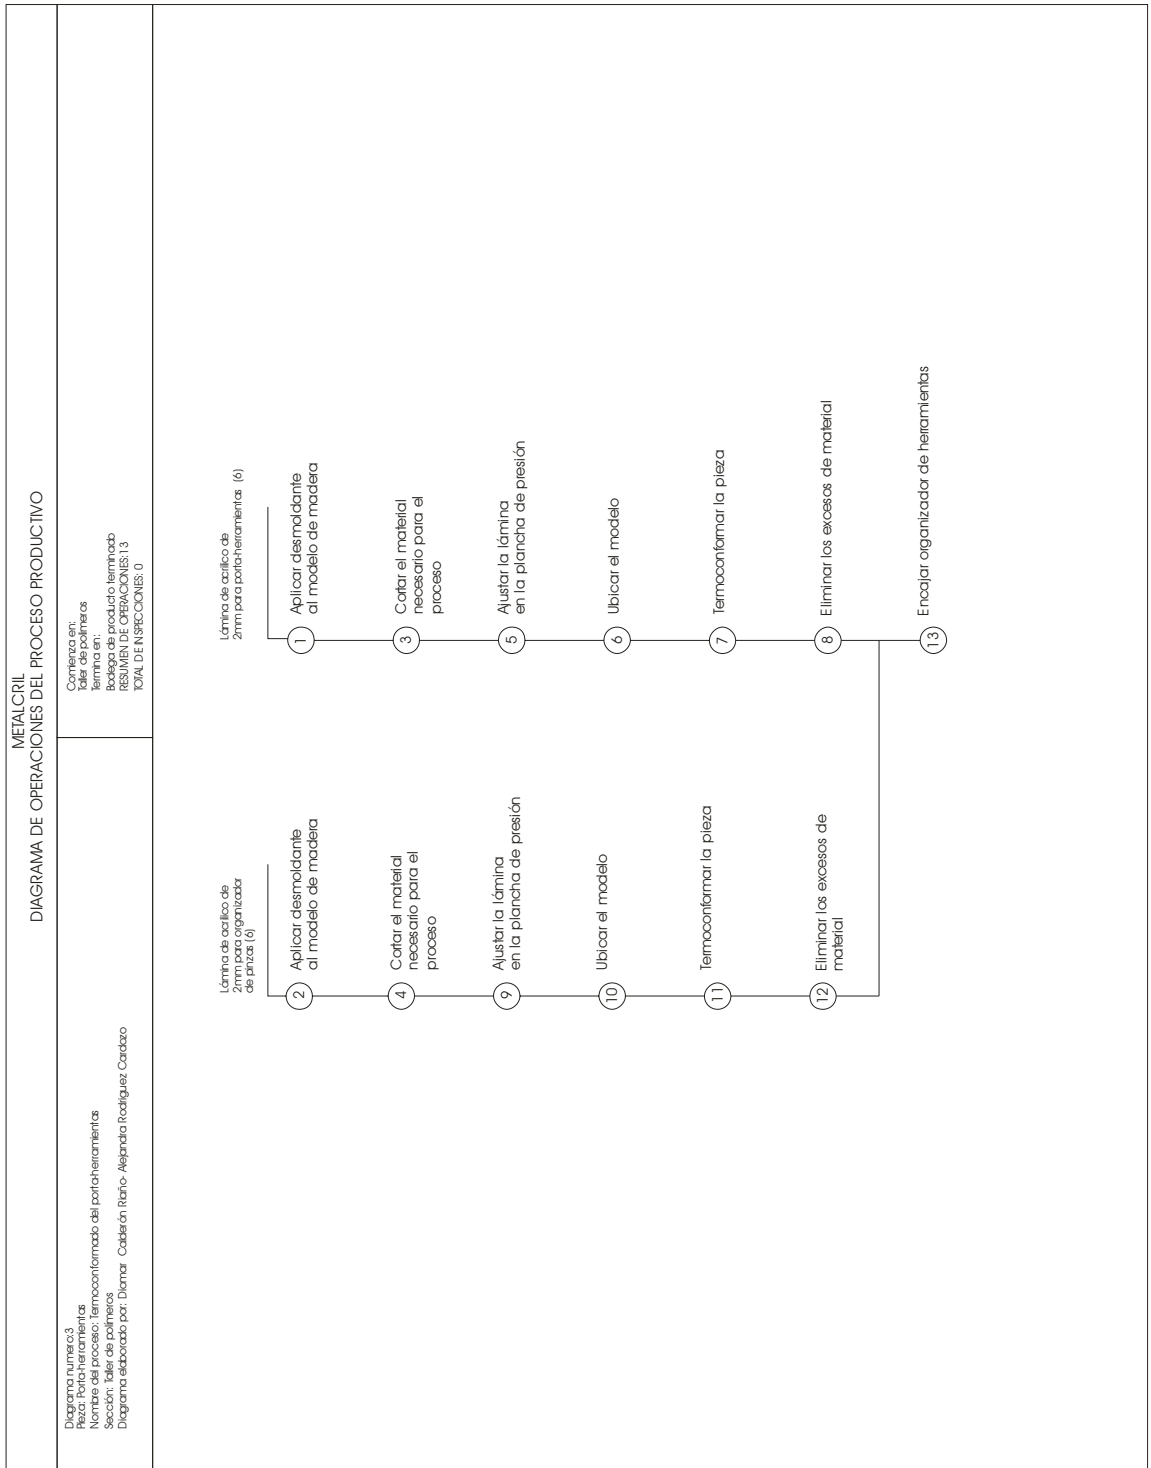 METALCRIL
DIAGRAMA DE OPERACIONES DEL PROCESO PRODUCTIVO
Diagrama numero:3
Pieza: Porta-herramientas
Nombre del proceso: Termoconformado del porta-herramientas
Sección: Taller de polímeros
Diagrama elaborado por: Diomar Calderón Riaño- Alejandra Rodríguez Cardozo
Comienza en:
Taller de polímeros
Termina en:
Bodega de producto terminado
RESUMEN DE OPERACIONES:13
TOTAL DE INSPECCIONES: 0
Lámina de acrílico de
2mm para organizador
de pinzas (6)
2
Aplicar desmoldante
al modelo de madera
4
Cortar el material
necesario para el
proceso
9
Ajustar la lámina
en la plancha de presión
10
Ubicar el modelo
11
Termoconformar la pieza
12
Eliminar los excesos de
material
Lámina de acrílico de
2mm para porta-herramientas (6)
1
Aplicar desmoldante
al modelo de madera
3
Cortar el material
necesario para el
proceso
5
Ajustar la lámina
en la plancha de presión
6
Ubicar el modelo
7
Termoconformar la pieza
8
Eliminar los excesos de material
13
Encajar organizador de herramientas